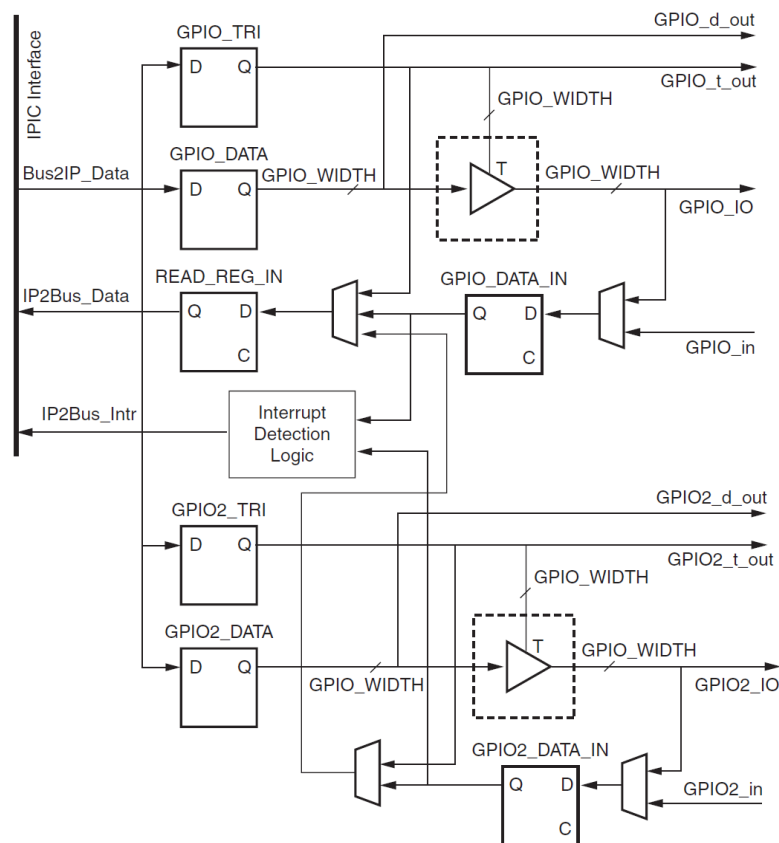 GPIO_d_out
GPIO_TRI
IPIC Interface
D Q
GPIO_t_out
GPIO_WIDTH
GPIO_DATA
Bus2IP_Data
D Q
GPIO_WIDTH
T
GPIO_WIDTH
GPIO_IO
READ_REG_IN
GPIO_DATA_IN
IP2Bus_Data
Q D
C
Q D
C
GPIO_in
IP2Bus_Intr
Interrupt
Detection
Logic
GPIO2_d_out
GPIO2_TRI
D Q
GPIO2_t_out
GPIO_WIDTH
GPIO2_DATA
D Q
GPIO_WIDTH
T
GPIO_WIDTH
GPIO2_IO
GPIO2_DATA_IN
Q D
C
GPIO2_in